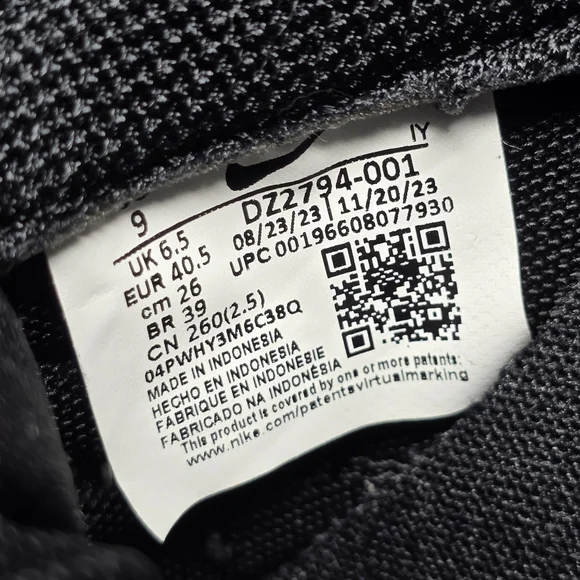 IY
9
DZ2794-001
UK 6.5
08/23/23 | 11/20/23
EUR 40.5
UPC 00196608077930
cm 26
BR 39
CN 260(2.5)
04PWHY3M6C38Q
MADE IN INDONESIA
HECHO EN INDONESIA
FABRIQUE EN INDONESIE
FABRICADO NA INDONÉSIA
This product is covered by one or more patents:
www.nike.com/patentsvirtualmarking